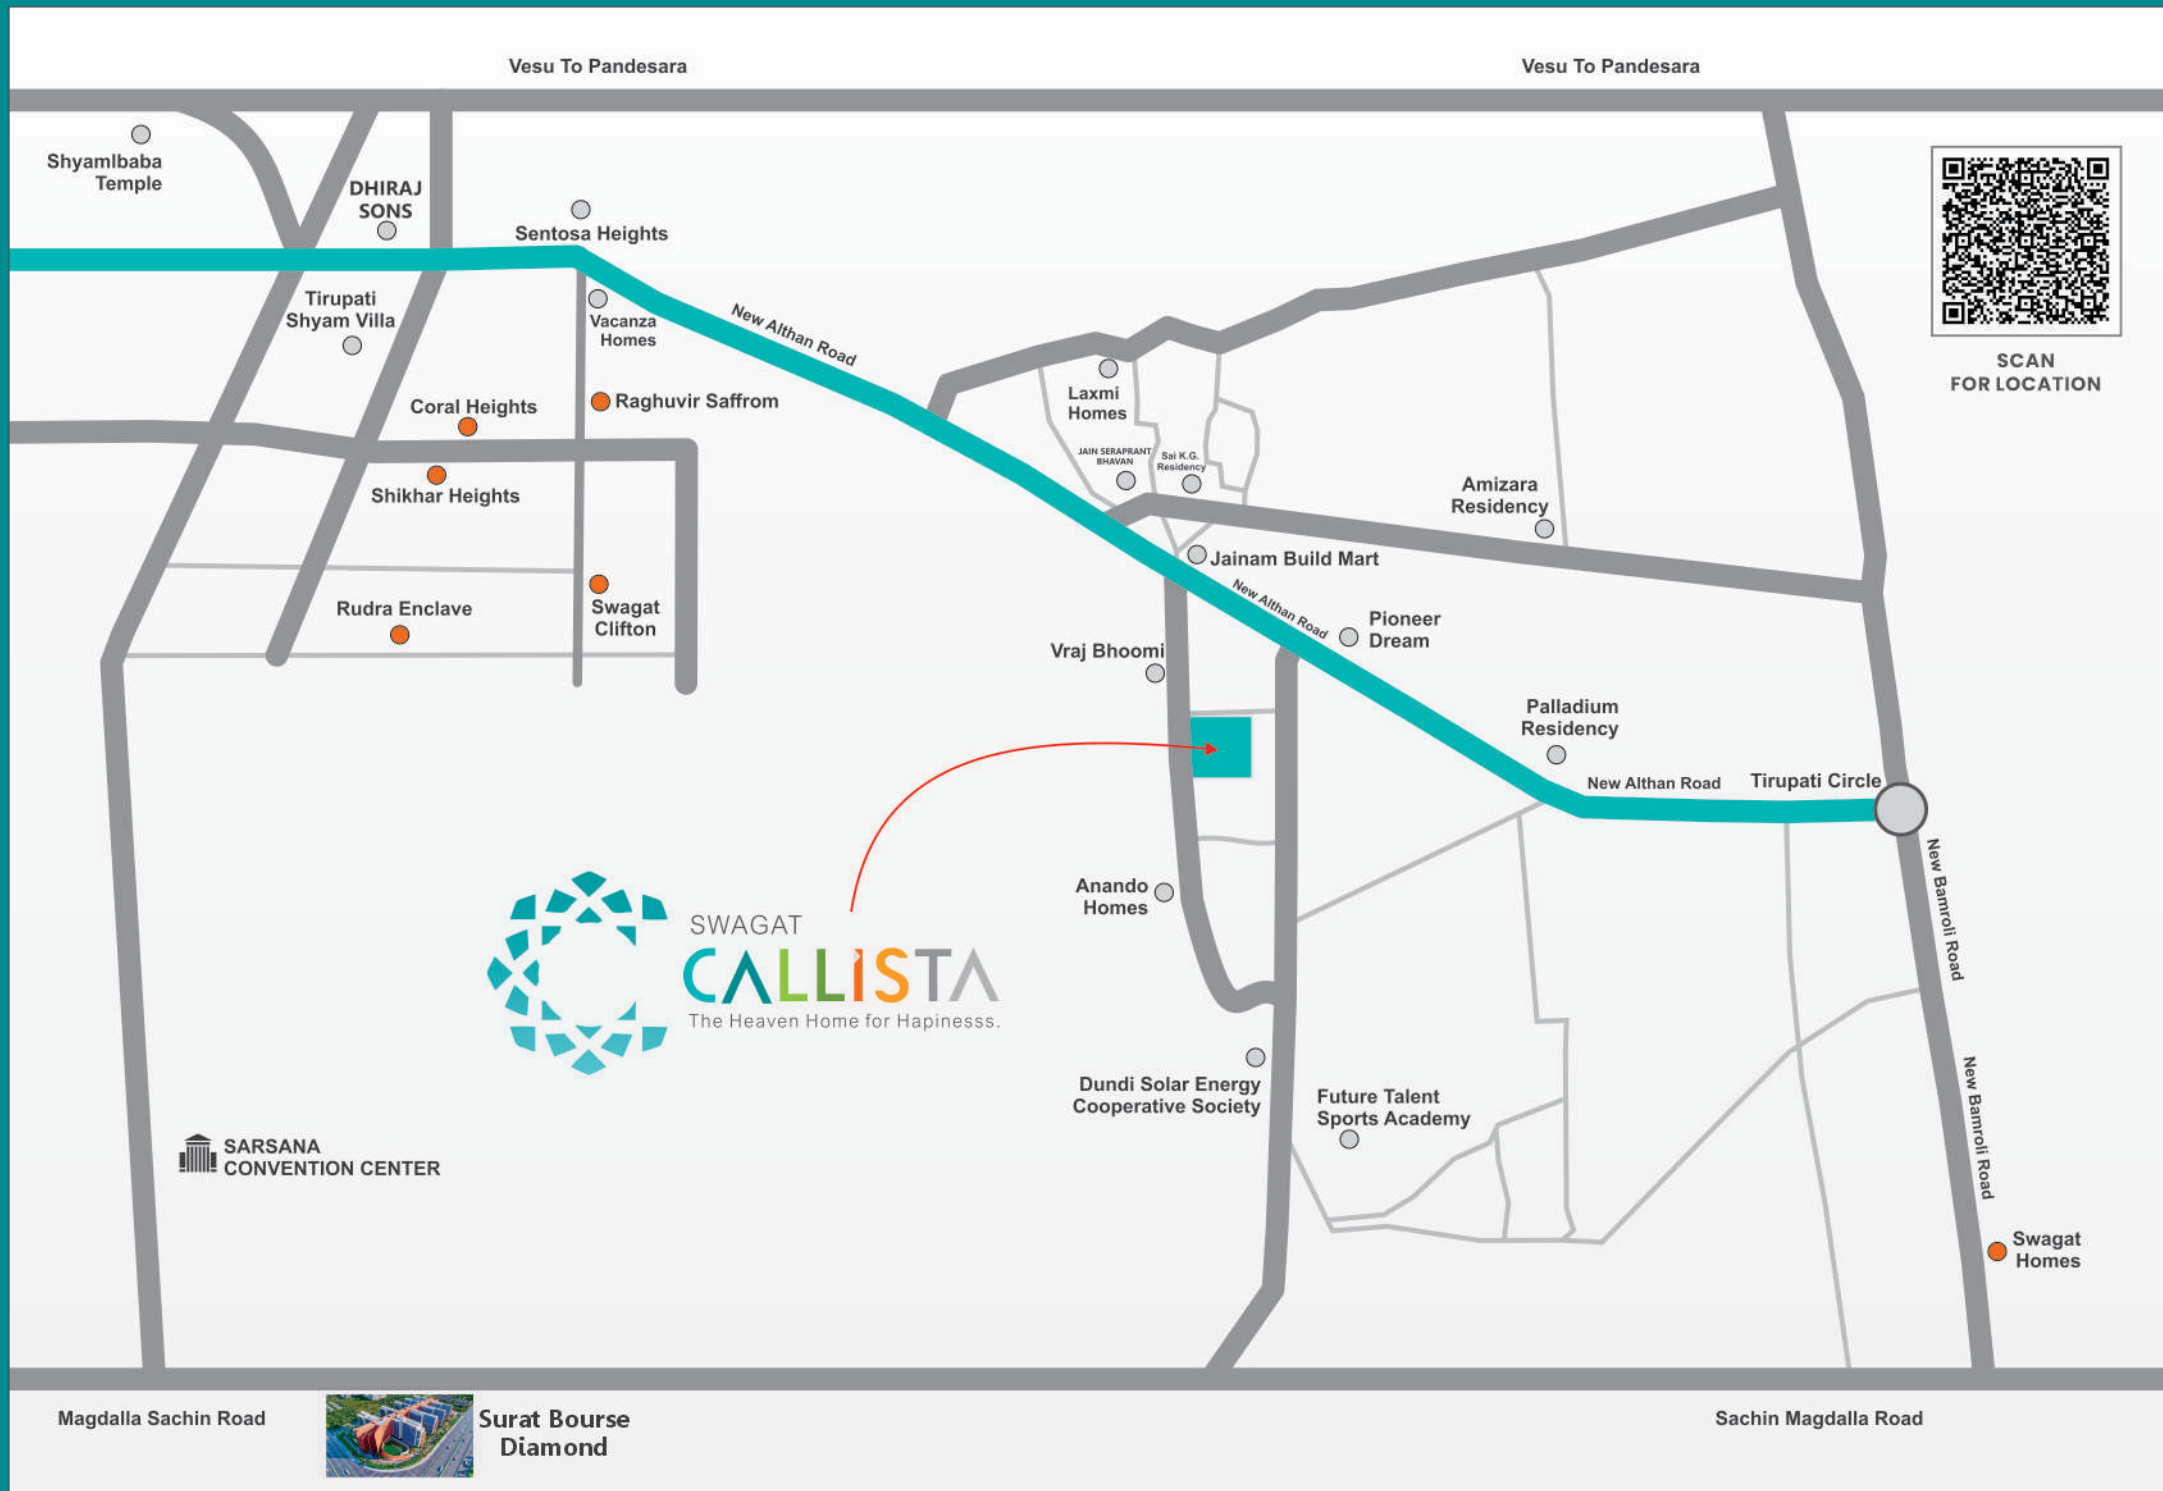 Vesu To Pandesara
Vesu To Pandesara
Shyamlbaba
Temple
DHIRAJ
SONS
Sentosa Heights
SCAN
FOR LOCATION
Tirupati
Shyam Villa
Vacanza
Homes
New Althan Road
Coral Heights
Raghuvir Saffrom
Laxmi
Homes
JAIN SERAPRANT
BHAVAN
Sai K.G.
Residency
Shikhar Heights
Amizara
Residency
Jainam Build Mart
New Althan Road
Rudra Enclave
Swagat
Clifton
Pioneer
Dream
Vraj Bhoomi
Palladium
Residency
New Althan Road
Tirupati Circle
Anando
Homes
New Bamroli Road
SWAGAT
CALLISTA
The Heaven Home for Hapinesss.
Dundi Solar Energy
Cooperative Society
Future Talent
Sports Academy
New Bamroli Road
SARSANA
CONVENTION CENTER
Swagat
Homes
Magdalla Sachin Road
Surat Bourse
Diamond
Sachin Magdalla Road